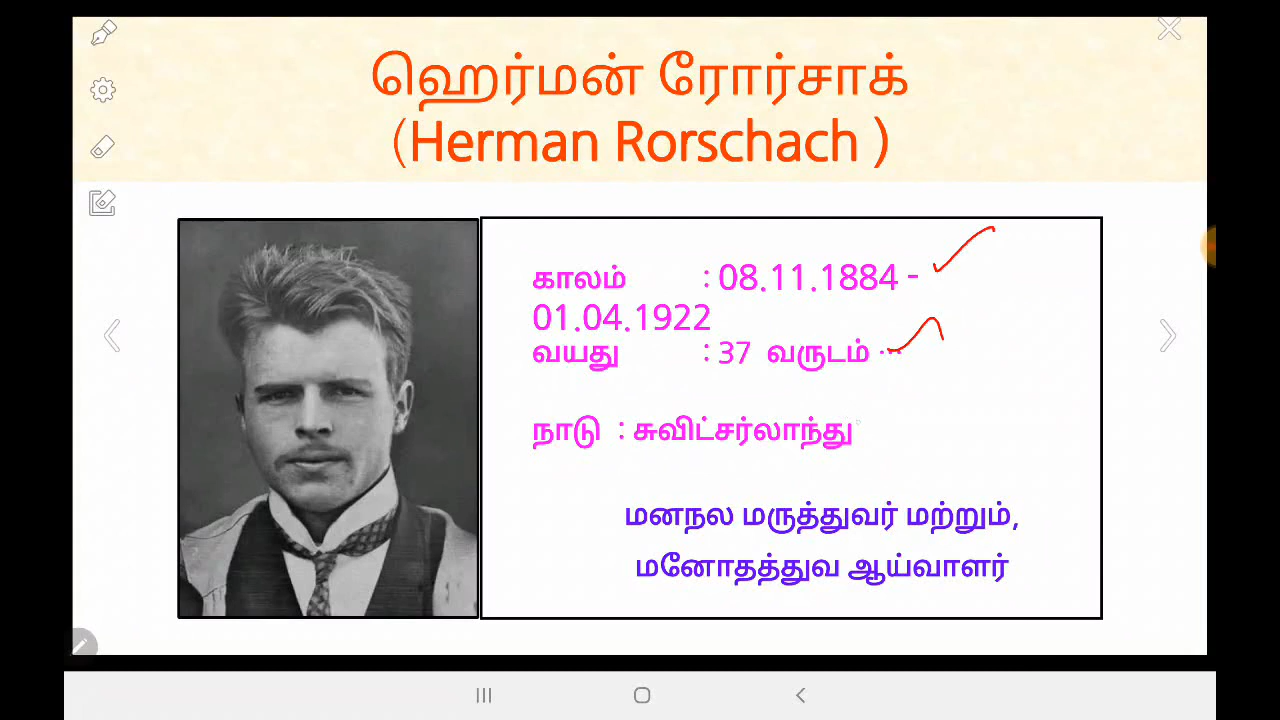 ஹெர்மன் ரோர்சாக்
(Herman Rorschach )
காலம் : 08.11.1884 -
01.04.1922
வயது : 37 வருடம் ...
நாடு : சுவிட்சர்லாந்து
மனநல மருத்துவர் மற்றும்,
மனோதத்துவ ஆய்வாளர்